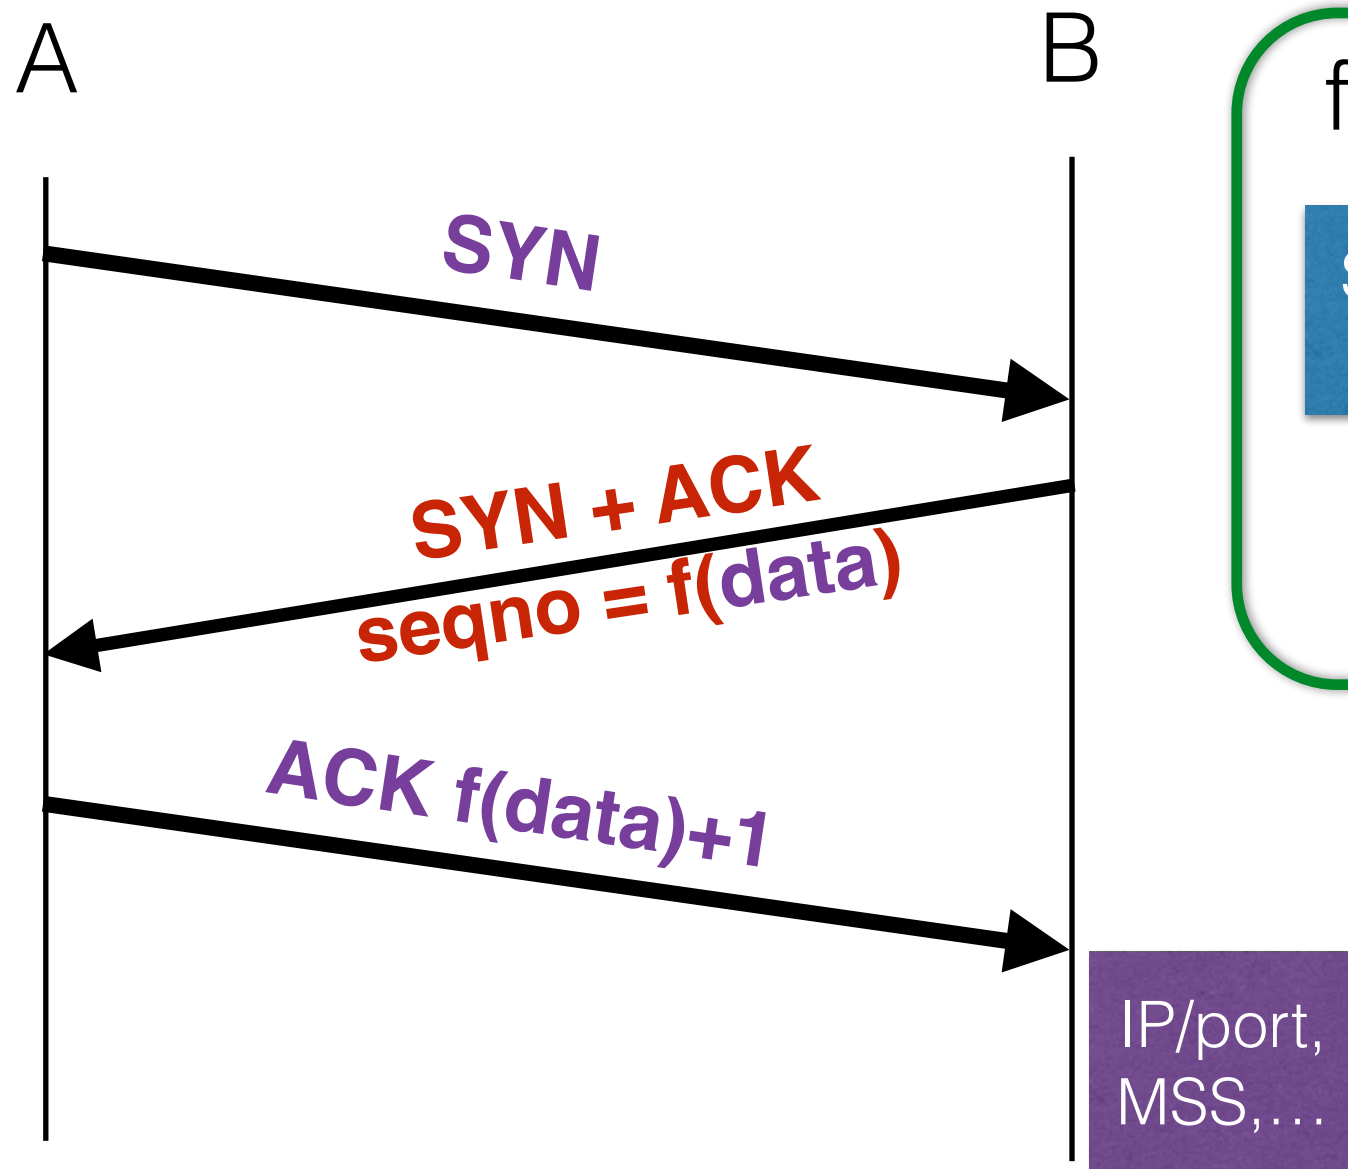 A
B
f
SYN
SYN + ACK
seqno = f(data)
ACK f(data)+1
IP/port,
MSS,...